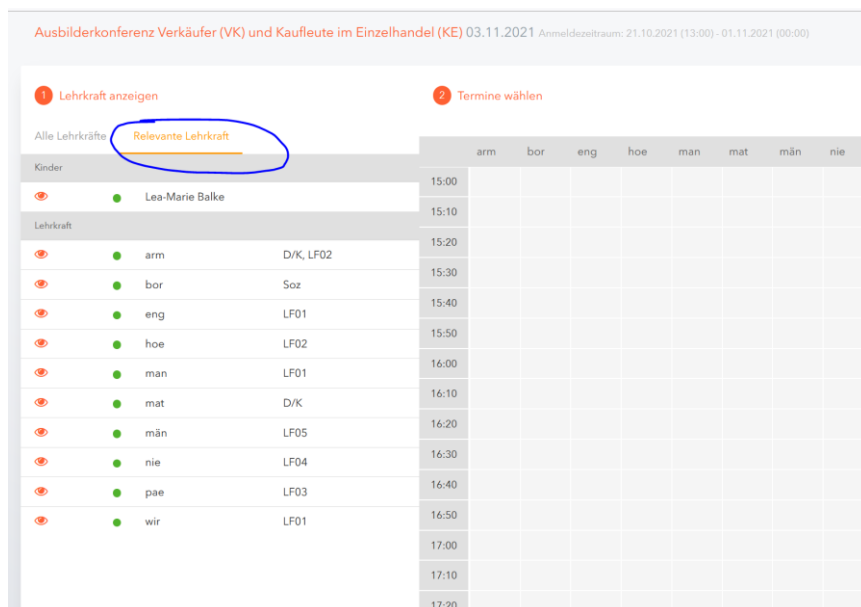 Ausbilderkonferenz Verkäufer (VK) und Kaufleute im Einzelhandel (KE) 03.11.2021 Anmeldezeitraum: 21.10.2021 (13:00) - 01.11.2021 (00:00)
1 Lehrkraft anzeigen
Alle Lehrkräfte Relevante Lehrkraft
Kinder
Lea-Marie Balke
Lehrkraft
arm D/K, LF02
bor Soz
eng LF01
hoe LF02
man LF01
mat D/K
män LF05
nie LF04
pae LF03
wir LF01
2 Termine wählen
arm bor eng hoe man mat män nie
15:00
15:10
15:20
15:30
15:40
15:50
16:00
16:10
16:20
16:30
16:40
16:50
17:00
17:10
17:20